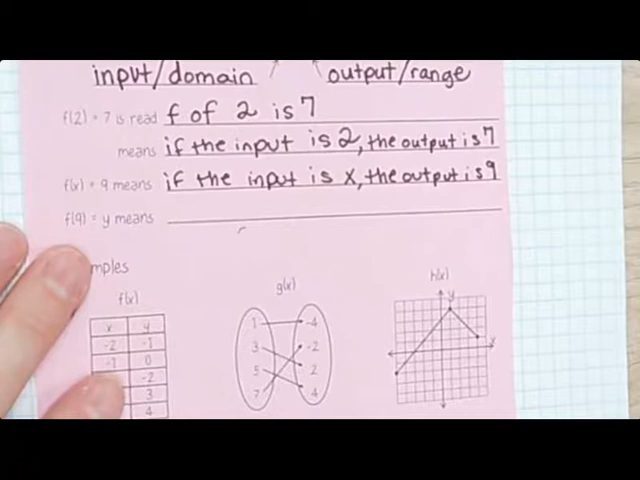 input/domain output/range
f(2) = 7 is read f of 2 is 7
means if the input is 2, the output is 7
f(x) = 9 means if the input is x, the output is 9
f(9) = y means
mples
f(x) g(x) h(x)
x y
-2 -1
-1 0
-2
3
4
1 -4
3 -2
5 2
7 4
y
x